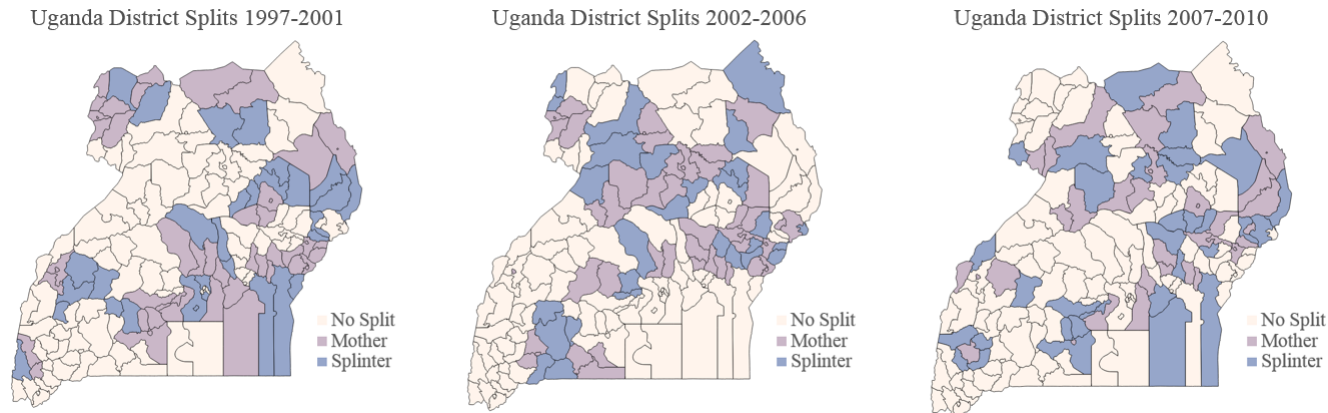 Uganda District Splits 1997-2001
No Split
Mother
Splinter
Uganda District Splits 2002-2006
No Split
Mother
Splinter
Uganda District Splits 2007-2010
No Split
Mother
Splinter